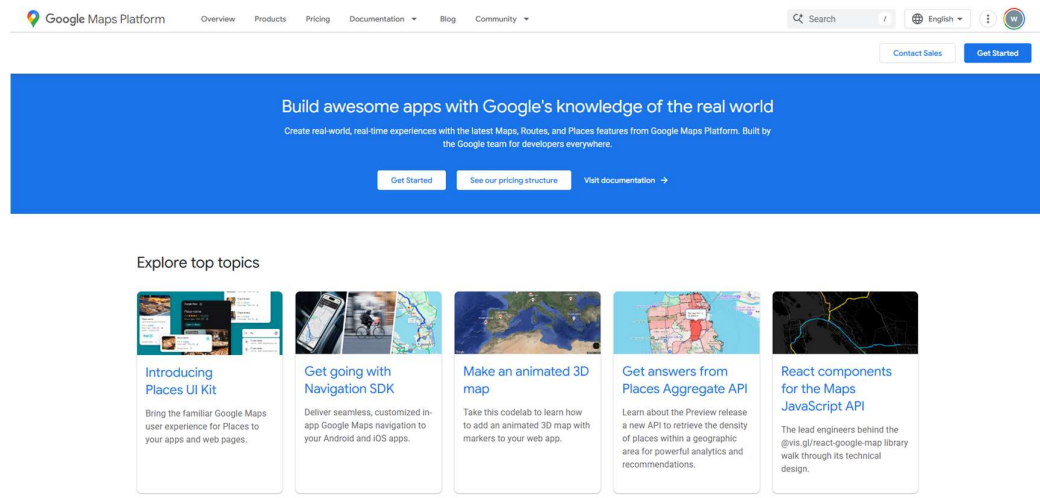 Google Maps Platform
Overview
Products
Pricing
Documentation
Blog
Community
Search
/
English
W
Contact Sales
Get Started
Build awesome apps with Google's knowledge of the real world
Create real-world, real-time experiences with the latest Maps, Routes, and Places features from Google Maps Platform. Built by
the Google team for developers everywhere.
Get Started
See our pricing structure
Visit documentation →
Explore top topics
Introducing
Places UI Kit
Bring the familiar Google Maps
user experience for Places to
your apps and web pages.
Get going with
Navigation SDK
Deliver seamless, customized in-
app Google Maps navigation to
your Android and iOS apps.
Make an animated 3D
map
Take this codelab to learn how
to add an animated 3D map with
markers to your web app.
Get answers from
Places Aggregate API
Learn about the Preview release
a new API to retrieve the density
of places within a geographic
area for powerful analytics and
recommendations.
React components
for the Maps
JavaScript API
The lead engineers behind the
@vis.gl/react-google-map library
walk through its technical
design.